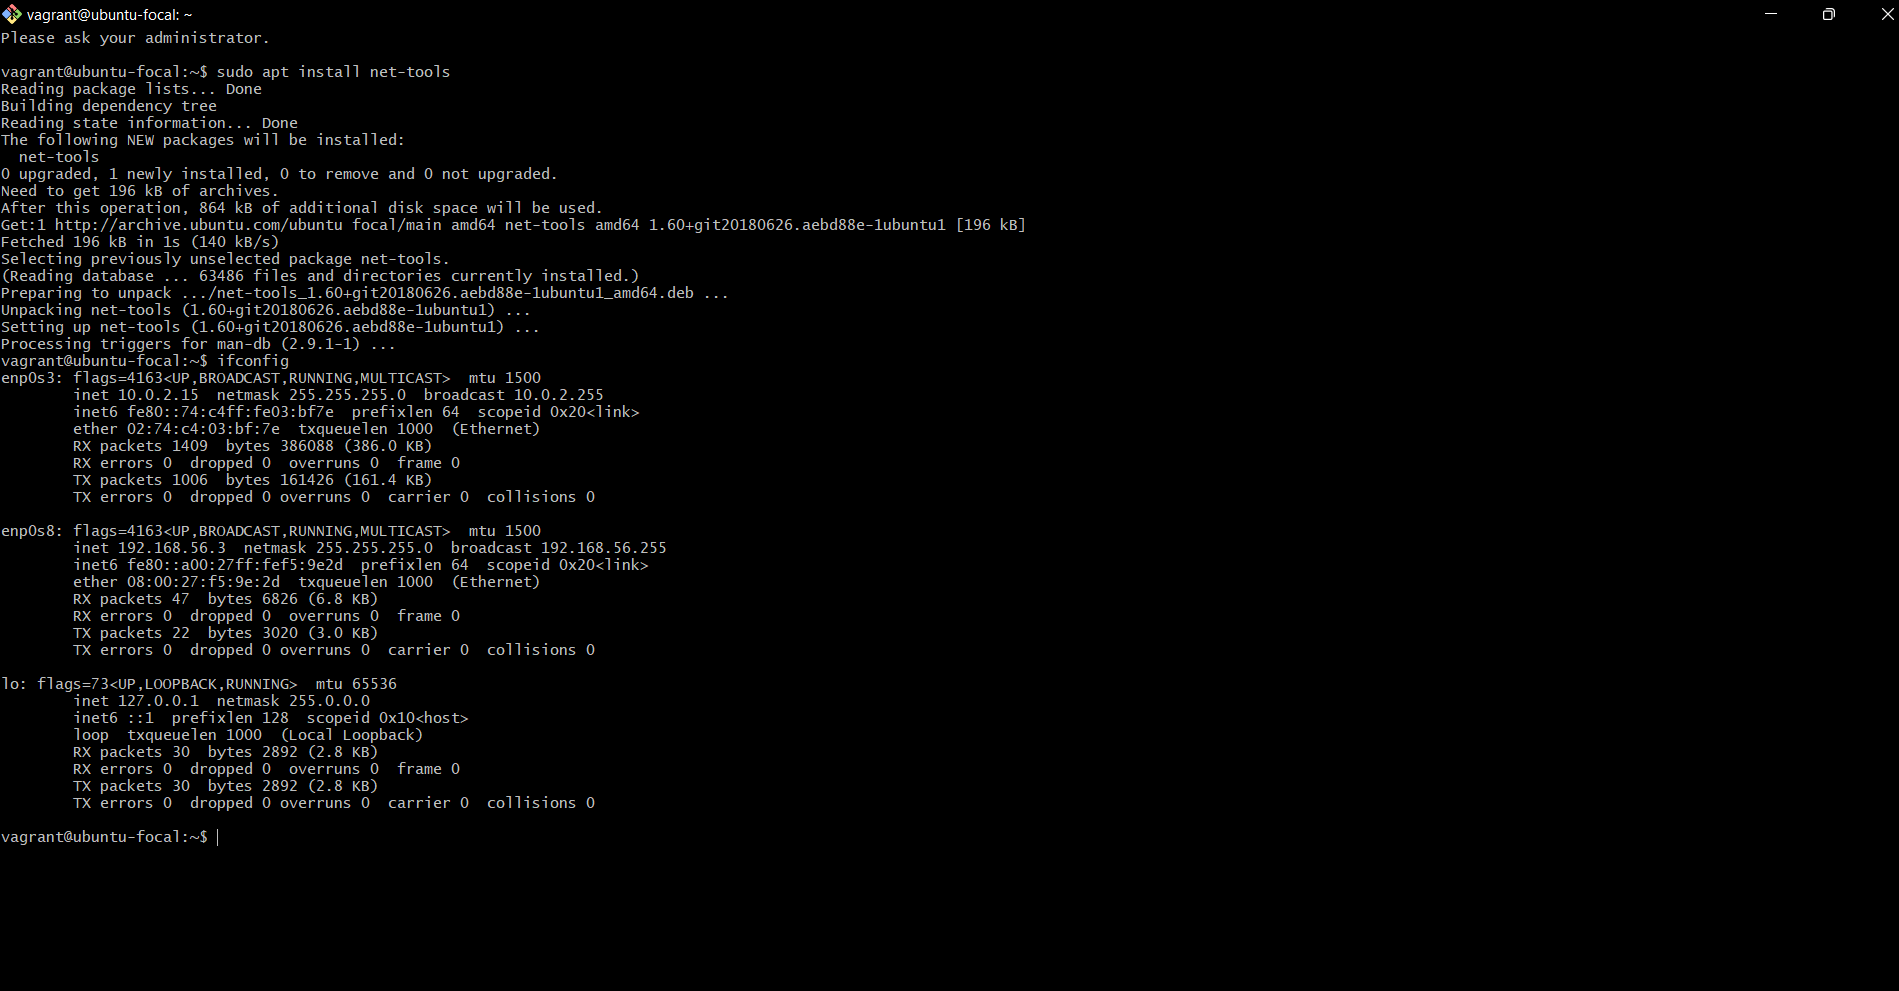 vagrant@ubuntu-focal: ~
Please ask your administrator.
vagrant@ubuntu-focal:~$ sudo apt install net-tools
Reading package lists... Done
Building dependency tree
Reading state information... Done
The following NEW packages will be installed:
  net-tools
0 upgraded, 1 newly installed, 0 to remove and 0 not upgraded.
Need to get 196 kB of archives.
After this operation, 864 kB of additional disk space will be used.
Get:1 http://archive.ubuntu.com/ubuntu focal/main amd64 net-tools amd64 1.60+git20180626.aebd88e-1ubuntu1 [196 kB]
Fetched 196 kB in 1s (140 kB/s)
Selecting previously unselected package net-tools.
(Reading database ... 63486 files and directories currently installed.)
Preparing to unpack .../net-tools_1.60+git20180626.aebd88e-1ubuntu1_amd64.deb ...
Unpacking net-tools (1.60+git20180626.aebd88e-1ubuntu1) ...
Setting up net-tools (1.60+git20180626.aebd88e-1ubuntu1) ...
Processing triggers for man-db (2.9.1-1) ...
vagrant@ubuntu-focal:~$ ifconfig
enp0s3: flags=4163<UP,BROADCAST,RUNNING,MULTICAST>  mtu 1500
        inet 10.0.2.15  netmask 255.255.255.0  broadcast 10.0.2.255
        inet6 fe80::74:c4ff:fe03:bf7e  prefixlen 64  scopeid 0x20<link>
        ether 02:74:c4:03:bf:7e  txqueuelen 1000  (Ethernet)
        RX packets 1409  bytes 386088 (386.0 KB)
        RX errors 0  dropped 0  overruns 0  frame 0
        TX packets 1006  bytes 161426 (161.4 KB)
        TX errors 0  dropped 0 overruns 0  carrier 0  collisions 0
enp0s8: flags=4163<UP,BROADCAST,RUNNING,MULTICAST>  mtu 1500
        inet 192.168.56.3  netmask 255.255.255.0  broadcast 192.168.56.255
        inet6 fe80::a00:27ff:fef5:9e2d  prefixlen 64  scopeid 0x20<link>
        ether 08:00:27:f5:9e:2d  txqueuelen 1000  (Ethernet)
        RX packets 47  bytes 6826 (6.8 KB)
        RX errors 0  dropped 0  overruns 0  frame 0
        TX packets 22  bytes 3020 (3.0 KB)
        TX errors 0  dropped 0 overruns 0  carrier 0  collisions 0
lo: flags=73<UP,LOOPBACK,RUNNING>  mtu 65536
        inet 127.0.0.1  netmask 255.0.0.0
        inet6 ::1  prefixlen 128  scopeid 0x10<host>
        loop  txqueuelen 1000  (Local Loopback)
        RX packets 30  bytes 2892 (2.8 KB)
        RX errors 0  dropped 0  overruns 0  frame 0
        TX packets 30  bytes 2892 (2.8 KB)
        TX errors 0  dropped 0 overruns 0  carrier 0  collisions 0
vagrant@ubuntu-focal:~$